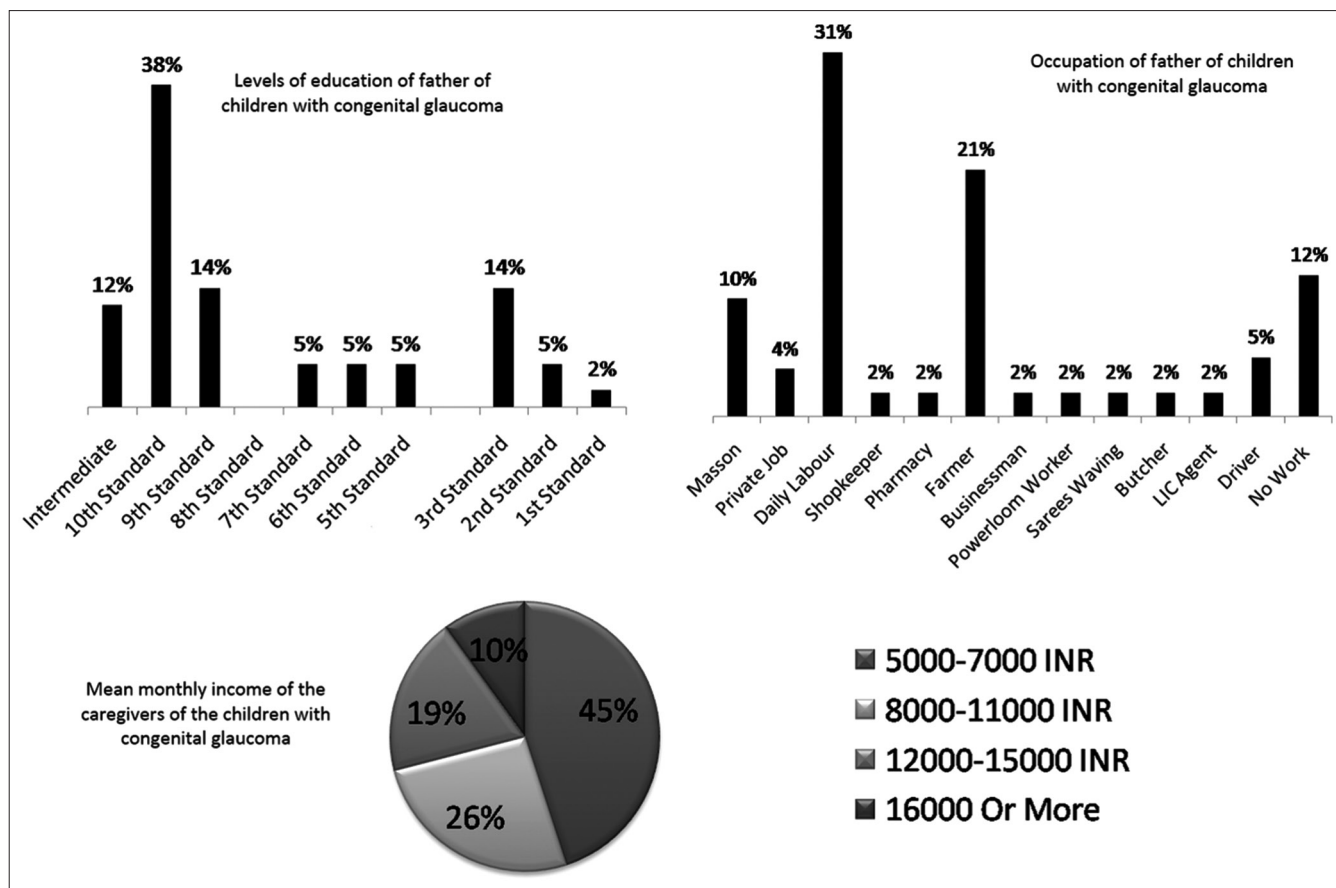 Levels of education of father of
children with congenital glaucoma
38%
12%
14%
5%
5%
5%
14%
5%
2%
Intermediate
10th Standard
9th Standard
8th Standard
7th Standard
6th Standard
5th Standard
3rd Standard
2nd Standard
1st Standard
Occupation of father of children
with congenital glaucoma
10%
4%
31%
2%
2%
21%
2%
2%
2%
2%
2%
5%
12%
Masson
Private Job
Daily Labour
Shopkeeper
Pharmacy
Farmer
Businessman
Powerloom Worker
Sarees Waving
Butcher
LIC Agent
Driver
No Work
Mean monthly income of the
caregivers of the children with
congenital glaucoma
10%
45%
19%
26%
5000-7000 INR
8000-11000 INR
12000-15000 INR
16000 Or More